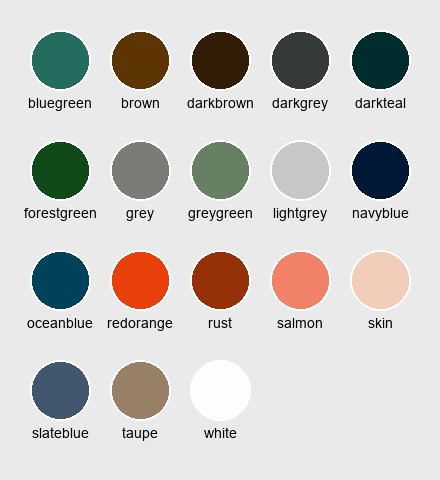 bluegreen brown darkbrown darkgrey darkteal
forestgreen grey greygreen lightgrey navyblue
oceanblue redorange rust salmon skin
slateblue taupe white